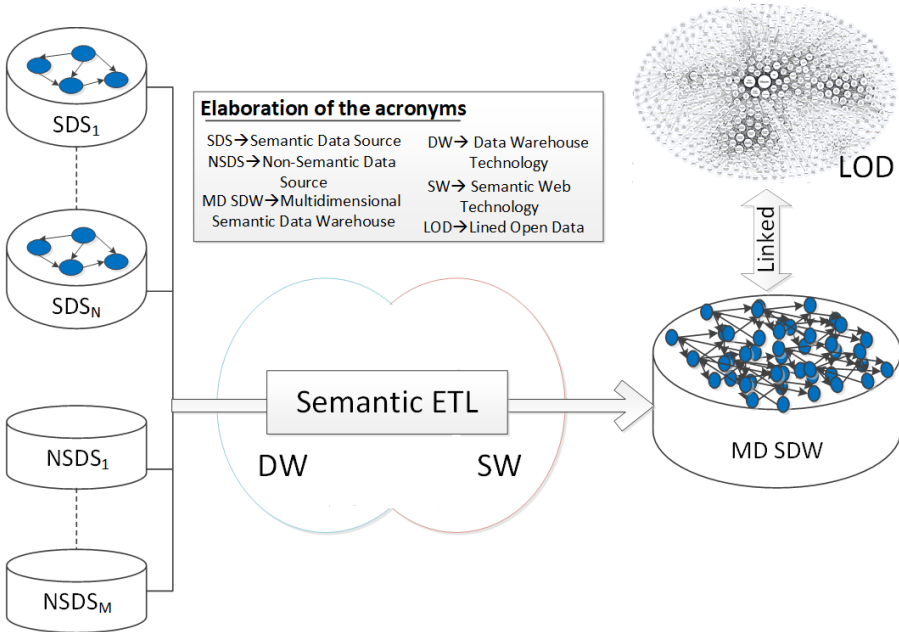 SDS1
SDSN
NSDS1
NSDSM
Elaboration of the acronyms
SDS→Semantic Data Source
NSDS→Non-Semantic Data
Source
MD SDW→Multidimensional
Semantic Data Warehouse
DW→ Data Warehouse
Technology
SW→ Semantic Web
Technology
LOD→Lined Open Data
Semantic ETL
DW
SW
LOD
Linked
MD SDW